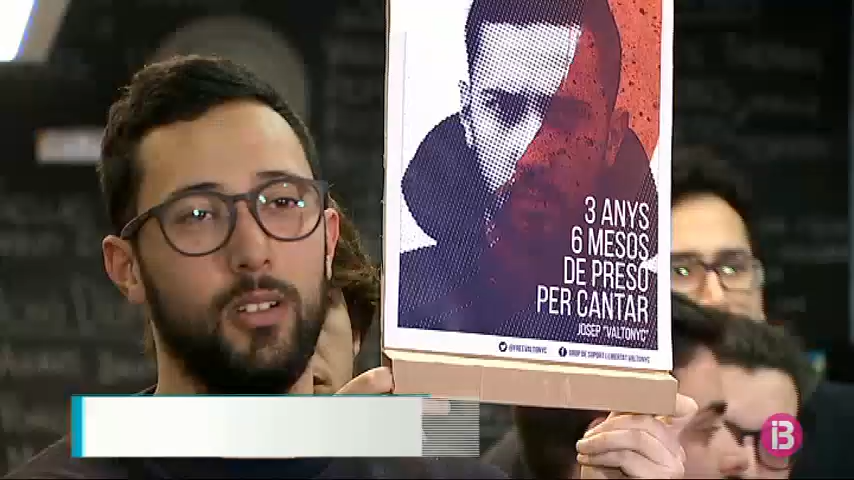 3 ANYS
6 MESOS
DE PRESÓ
PER CANTAR
JOSEP "VALTONYC"
@FREEVALTONYC GRUP DE SUPORT LLIBERTAT VALTONYC
IB